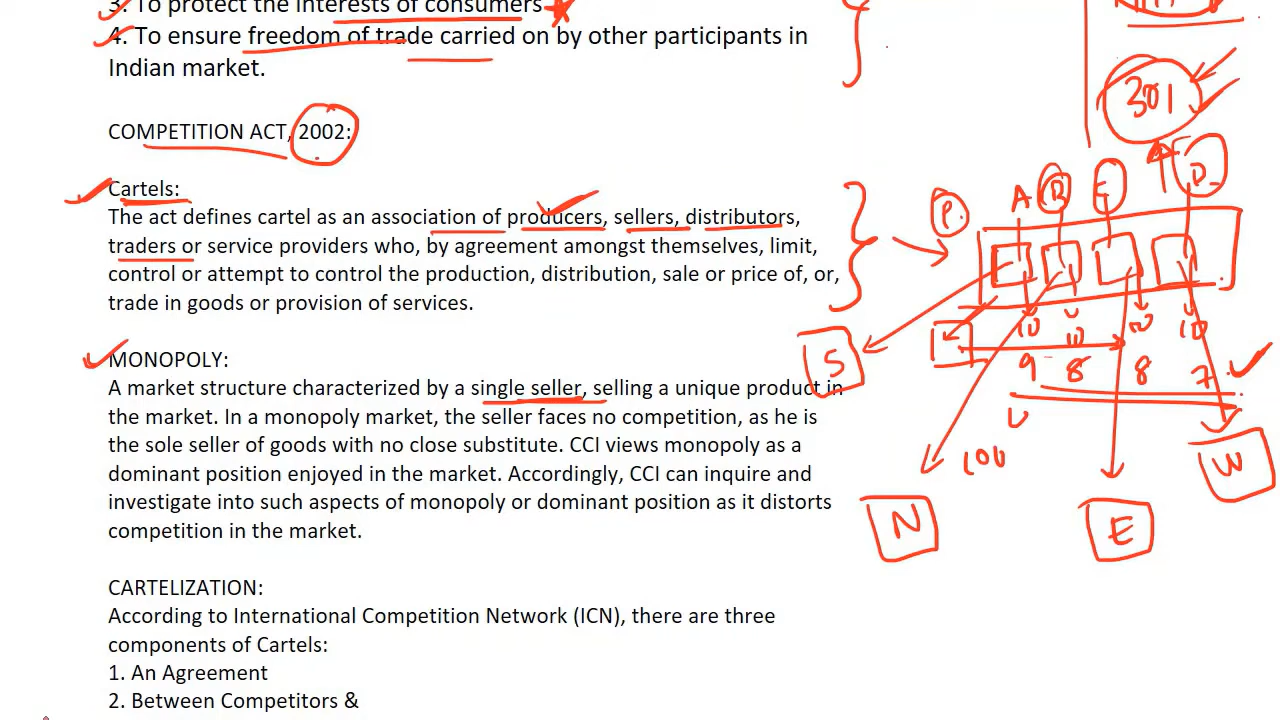 3. To protect the interests of consumers
4. To ensure freedom of trade carried on by other participants in
Indian market.
COMPETITION ACT, 2002:
Cartels:
The act defines cartel as an association of producers, sellers, distributors,
traders or service providers who, by agreement amongst themselves, limit,
control or attempt to control the production, distribution, sale or price of, or,
trade in goods or provision of services.
MONOPOLY:
A market structure characterized by a single seller, selling a unique product in
the market. In a monopoly market, the seller faces no competition, as he is
the sole seller of goods with no close substitute. CCI views monopoly as a
dominant position enjoyed in the market. Accordingly, CCI can inquire and
investigate into such aspects of monopoly or dominant position as it distorts
competition in the market.
CARTELIZATION:
According to International Competition Network (ICN), there are three
components of Cartels:
1. An Agreement
2. Between Competitors &
301
P. A B C D
10 10 10 10
S
9 8 8 7
100
W
N E